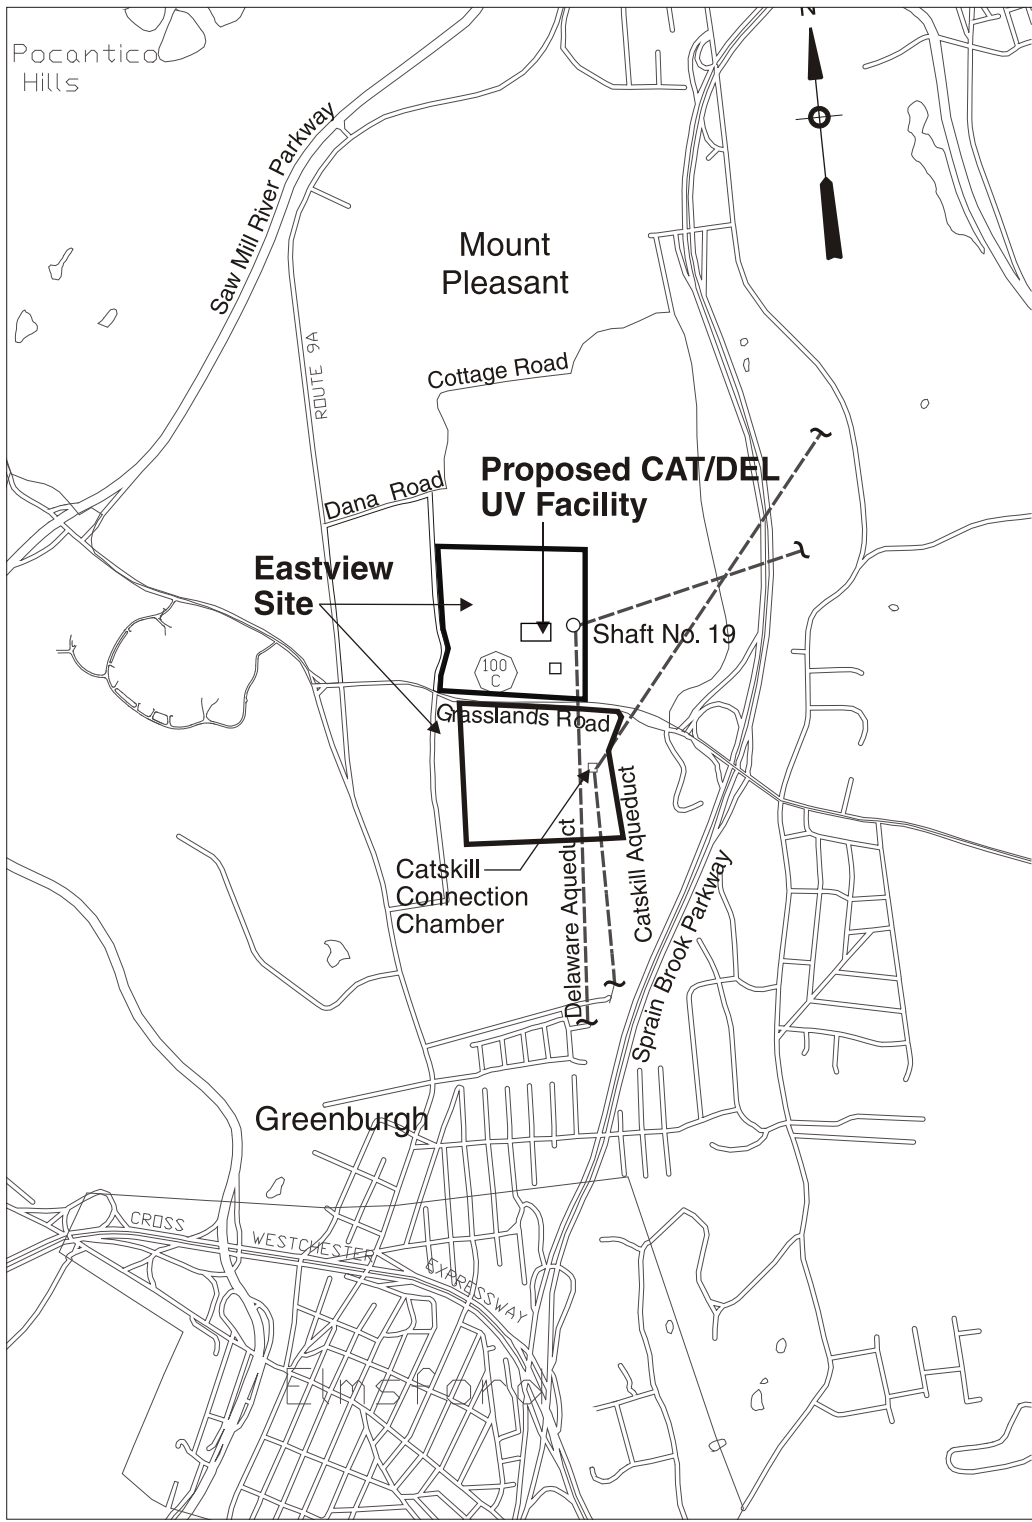 N
Pocantico
Hills
Saw Mill River Parkway
Mount
Pleasant
ROUTE 9A
Cottage Road
Proposed CAT/DEL
UV Facility
Dana Road
Eastview
Site
Shaft No. 19
100
C
Grasslands Road
Catskill
Connection
Chamber
Delaware Aqueduct
Catskill Aqueduct
Sprain Brook Parkway
Greenburgh
CROSS
WESTCHESTER
EXPRESSWAY
Elmsford